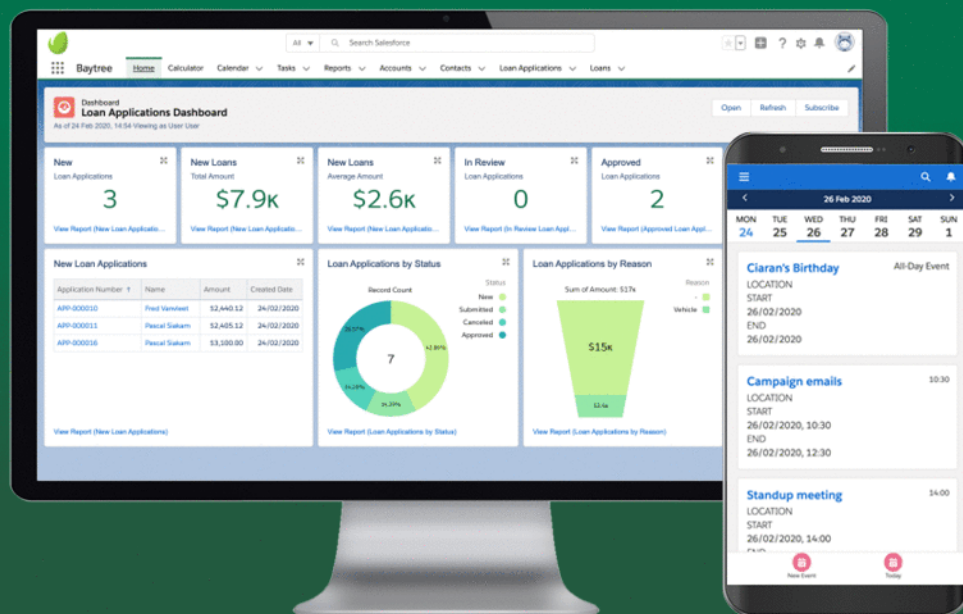 All
Search Salesforce
Baytree
Home
Calculator
Calendar
Tasks
Reports
Accounts
Contacts
Loan Applications
Loans
Dashboard
Loan Applications Dashboard
As of 24 Feb 2020, 14:54 Viewing as User User
Open
Refresh
Subscribe
New
Loan Applications
3
View Report (New Loan Applicatio...
New Loans
Total Amount
$7.9K
View Report (New Loan Applicatio...
New Loans
Average Amount
$2.6K
View Report (New Loan Applicatio...
In Review
Loan Applications
0
View Report (In Review Loan Appl...
Approved
Loan Applications
2
View Report (Approved Loan Appl...
New Loan Applications
Application Number ↑ Name Amount Created Date
APP-000010 Fred Vanvleet $2,440.12 24/02/2020
APP-000011 Pascal Siakam $2,405.12 24/02/2020
APP-000016 Pascal Siakam $3,100.00 24/02/2020
View Report (New Loan Applications)
Loan Applications by Status
Record Count
Status
New
Submitted
Canceled
Approved
28.57%
42.86%
7
14.29%
14.29%
View Report (Loan Applications by Status)
Loan Applications by Reason
Sum of Amount: $17k
Reason
-
Vehicle
$15K
View Report (Loan Applications by Reason)
26 Feb 2020
MON TUE WED THU FRI SAT SUN
24 25 26 27 28 29 1
Ciaran's Birthday All-Day Event
LOCATION
START
26/02/2020
END
26/02/2020
Campaign emails 10:30
LOCATION
START
26/02/2020, 10:30
END
26/02/2020, 12:30
Standup meeting 14:00
LOCATION
START
26/02/2020, 14:00
END
New Event
Today